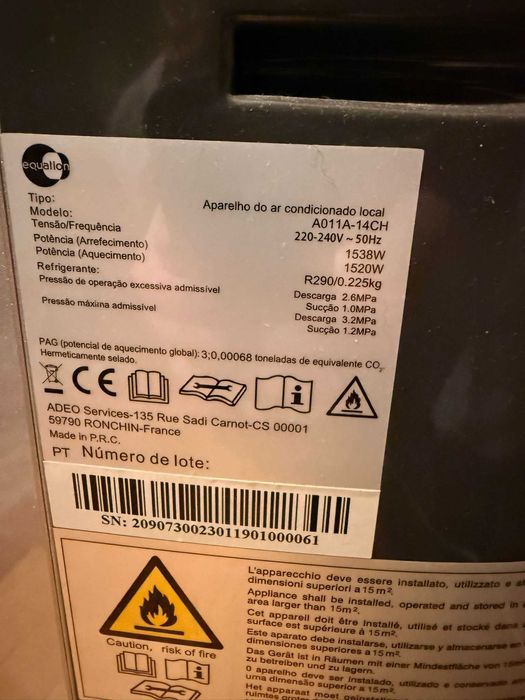 equation
Tipo: Aparelho do ar condicionado local
Modelo: A011A-14CH
Tensão/Frequência 220-240V ~ 50Hz
Potência (Arrefecimento) 1538W
Potência (Aquecimento) 1520W
Refrigerante: R290/0.225kg
Pressão de operação excessiva admissível Descarga 2.6MPa
Sucção 1.0MPa
Pressão máxima admissível Descarga 3.2MPa
Sucção 1.2MPa
PAG (potencial de aquecimento global): 3;0,00068 toneladas de equivalente CO2.
Hermeticamente selado.
CE
ADEO Services-135 Rue Sadi Carnot-CS 00001
59790 RONCHIN-France
Made in P.R.C.
PT Número de lote:
SN: 2090730023011901000061
Caution, risk of fire
L'apparecchio deve essere installato, utilizzato e
dimensioni superiori a 15m².
Appliance shall be installed, operated and stored in
area larger than 15m².
Cet appareil doit être installé, utilisé et stocké dans
surface est supérieure à 15m².
Este aparato debe instalarse, utilizarse y almacenarse en
dimensiones superiores a 15m².
Das Gerät ist in Räumen mit einer Mindestfläche von
zu betreiben und zu lagern.
O aparelho deve ser instalado, utilizado e conservado
uma dimensão superior a 15 m².
Het apparaat moet